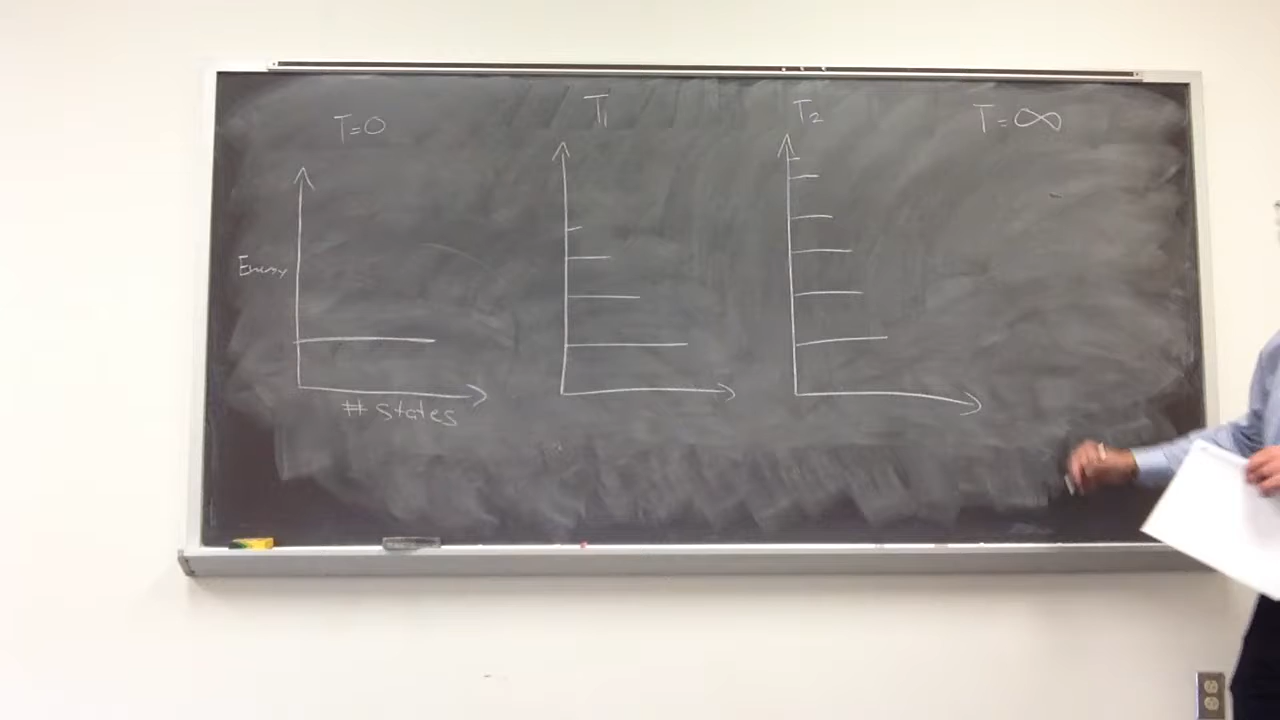 T=0
T₁
T₂
T=∞
Energy
# states